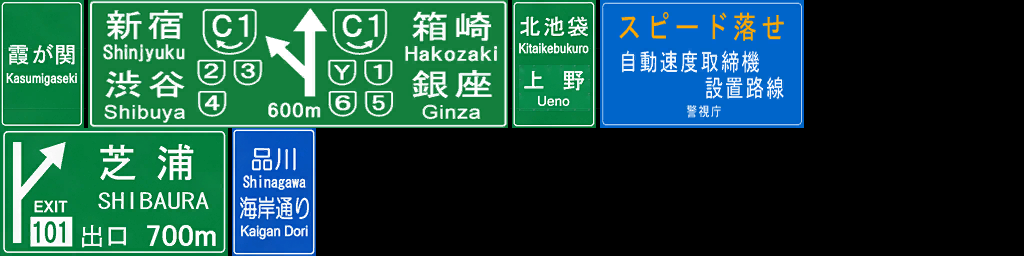 霞が関
Kasumigaseki
新宿
Shinjyuku
渋谷
Shibuya
C1
2 3
4
600m
C1
Y 1
6 5
箱崎
Hakozaki
銀座
Ginza
北池袋
Kitaikebukuro
上野
Ueno
スピード落せ
自動速度取締機
設置路線
警視庁
芝浦
SHIBAURA
EXIT
101
出口 700m
品川
Shinagawa
海岸通り
Kaigan Dori